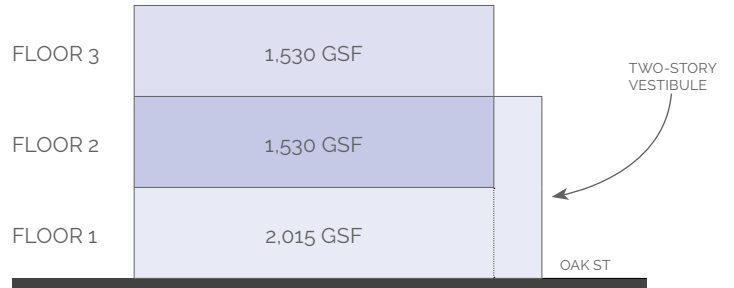 FLOOR 3
1,530 GSF
TWO-STORY
VESTIBULE
FLOOR 2
1,530 GSF
FLOOR 1
2,015 GSF
OAK ST